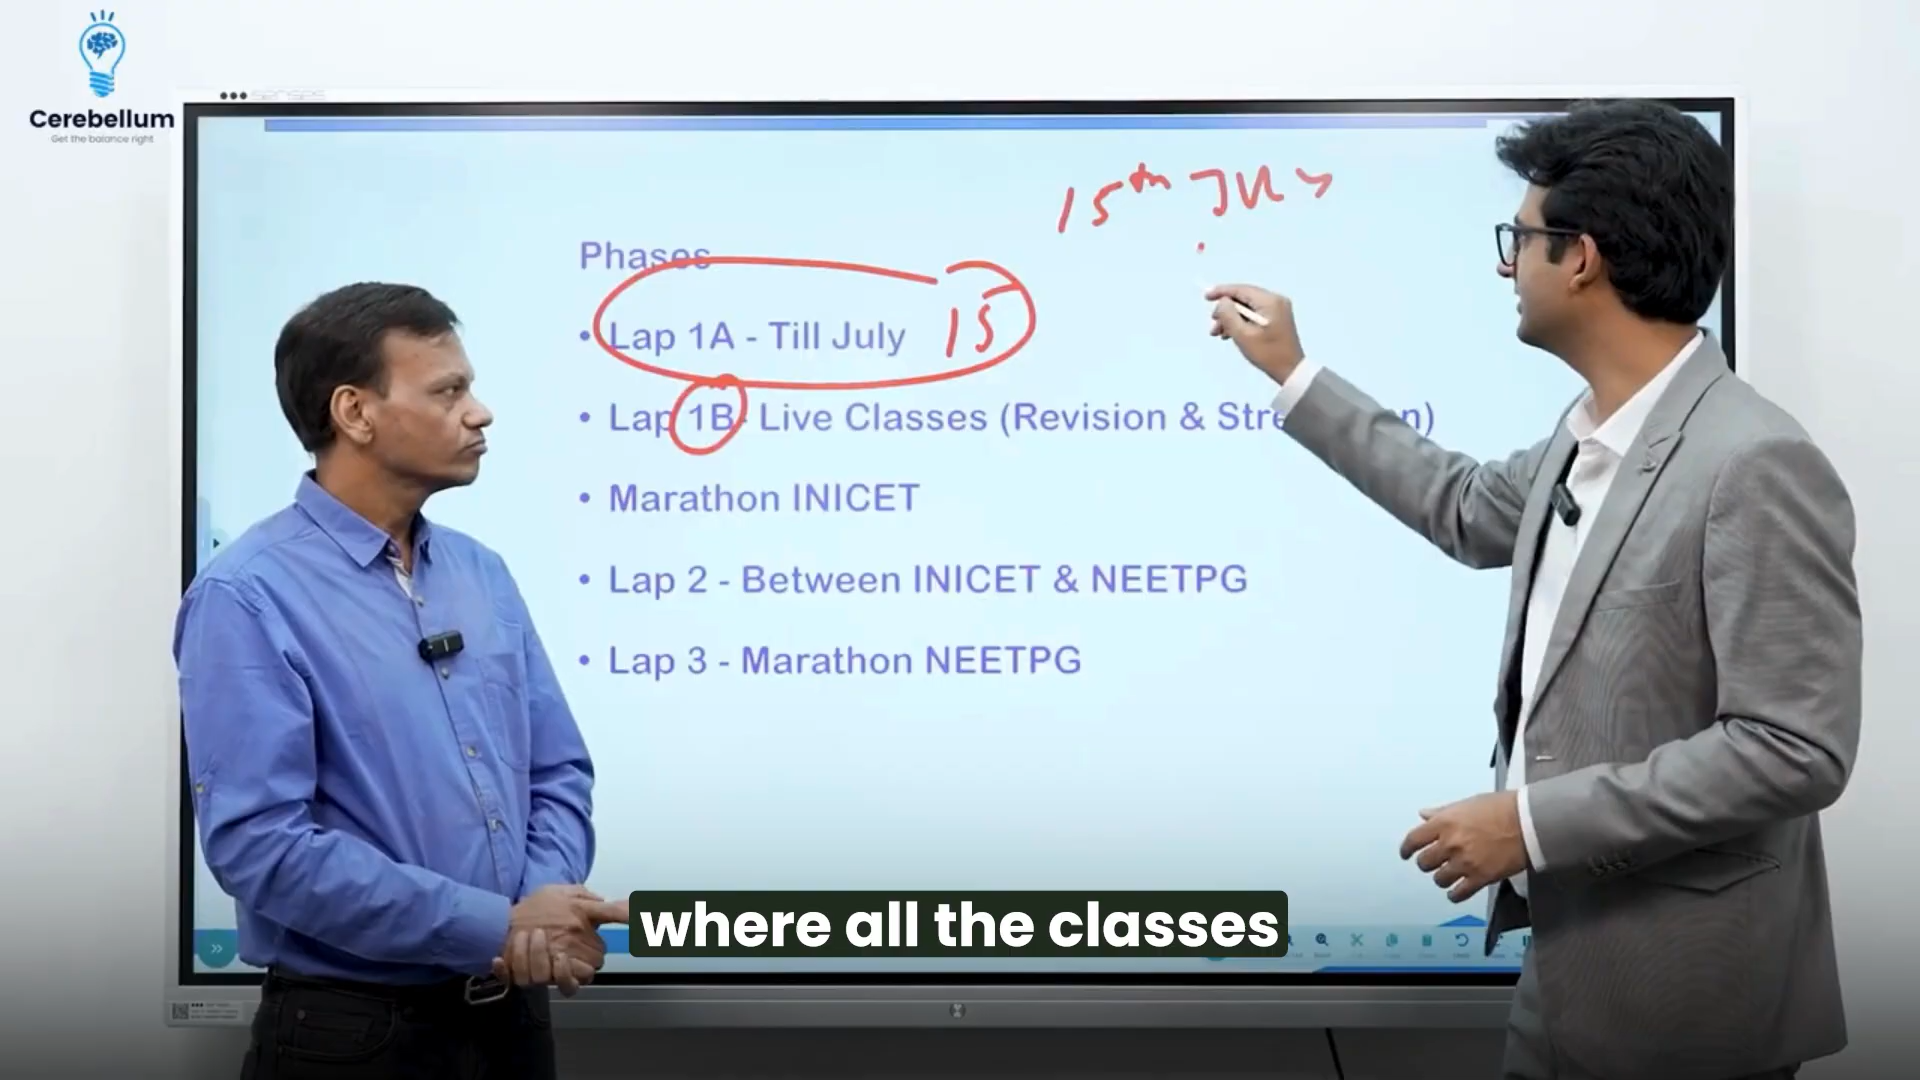 Cerebellum
Get the balance right
15th July
Phases
• Lap 1A - Till July 15
• Lap 1B - Live Classes (Revision & Stre n)
• Marathon INICET
• Lap 2 - Between INICET & NEETPG
• Lap 3 - Marathon NEETPG
where all the classes